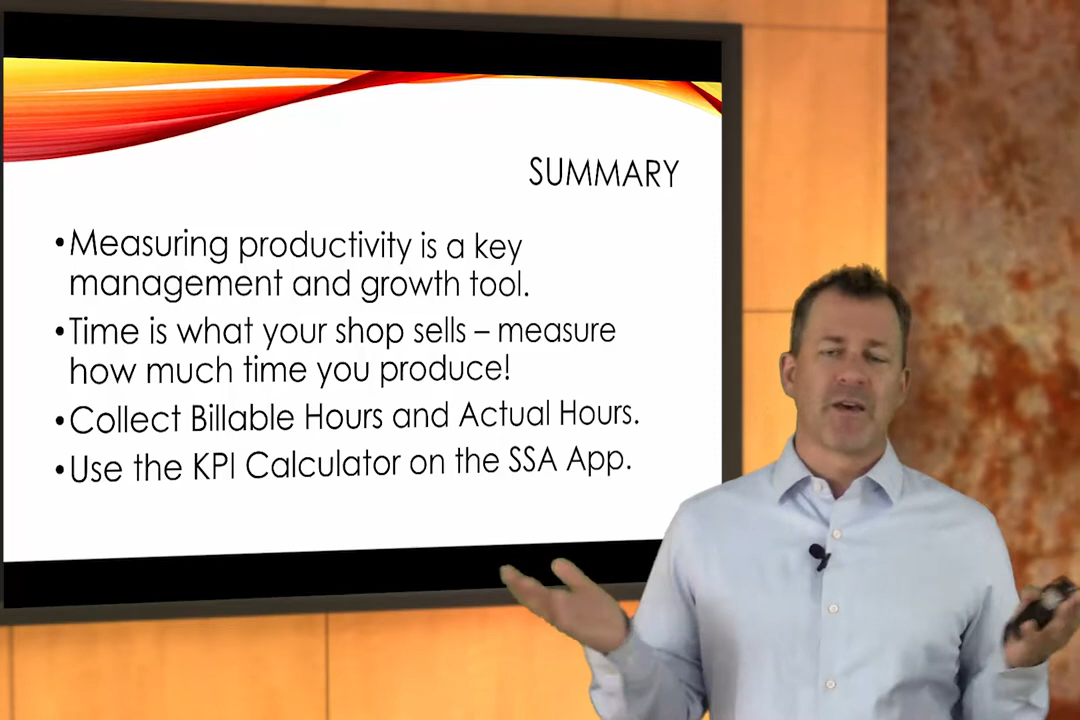 SUMMARY
•Measuring productivity is a key
management and growth tool.
•Time is what your shop sells – measure
how much time you produce!
•Collect Billable Hours and Actual Hours.
•Use the KPI Calculator on the SSA App.